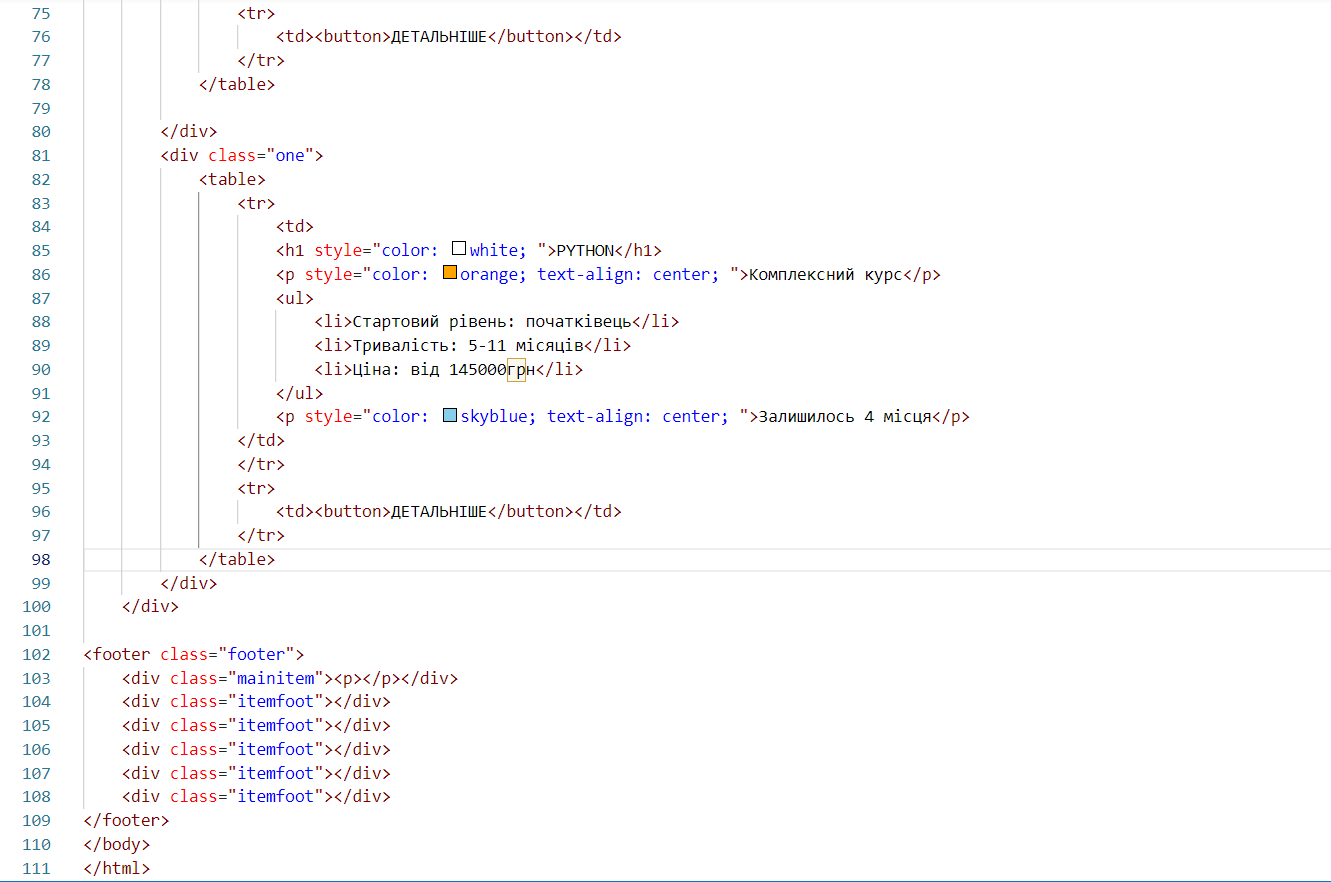 75 <tr>
76 <td><button>ДЕТАЛЬНІШЕ</button></td>
77 </tr>
78 </table>
79
80 </div>
81 <div class="one">
82 <table>
83 <tr>
84 <td>
85 <h1 style="color: white; ">PYTHON</h1>
86 <p style="color: orange; text-align: center; ">Комплексний курс</p>
87 <ul>
88 <li>Стартовий рівень: початківець</li>
89 <li>Тривалість: 5-11 місяців</li>
90 <li>Ціна: від 145000грн</li>
91 </ul>
92 <p style="color: skyblue; text-align: center; ">Залишилось 4 місця</p>
93 </td>
94 </tr>
95 <tr>
96 <td><button>ДЕТАЛЬНІШЕ</button></td>
97 </tr>
98 </table>
99 </div>
100 </div>
101
102 <footer class="footer">
103 <div class="mainitem"><p></p></div>
104 <div class="itemfoot"></div>
105 <div class="itemfoot"></div>
106 <div class="itemfoot"></div>
107 <div class="itemfoot"></div>
108 <div class="itemfoot"></div>
109 </footer>
110 </body>
111 </html>